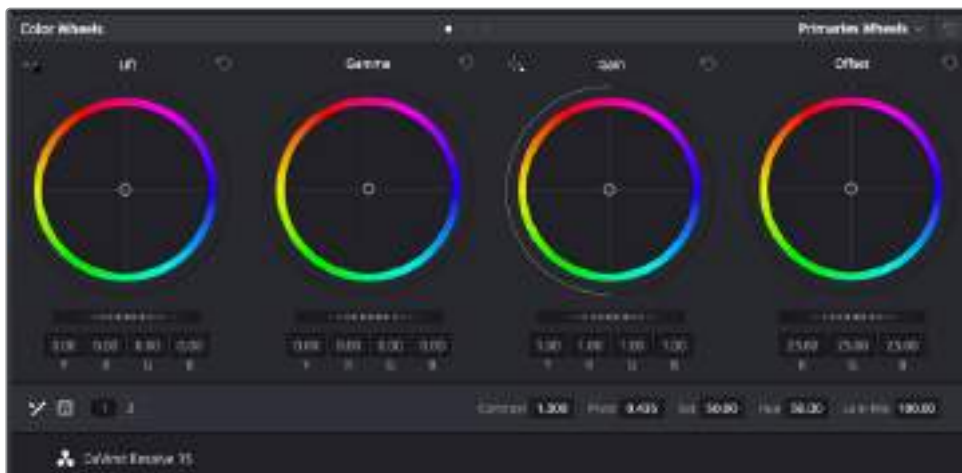 Color Wheels Primaries Wheels
Lift Gamma Gain Offset
0.00 0.00 0.00 0.00 0.00 0.00 0.00 0.00 1.00 1.00 1.00 1.00 25.00 25.00 25.00
Y R G B Y R G B Y R G B R G B
1 2 Contrast 1.000 Pivot 0.435 Sat 50.00 Hue 50.00 Lum Mix 100.00
DaVinci Resolve 15